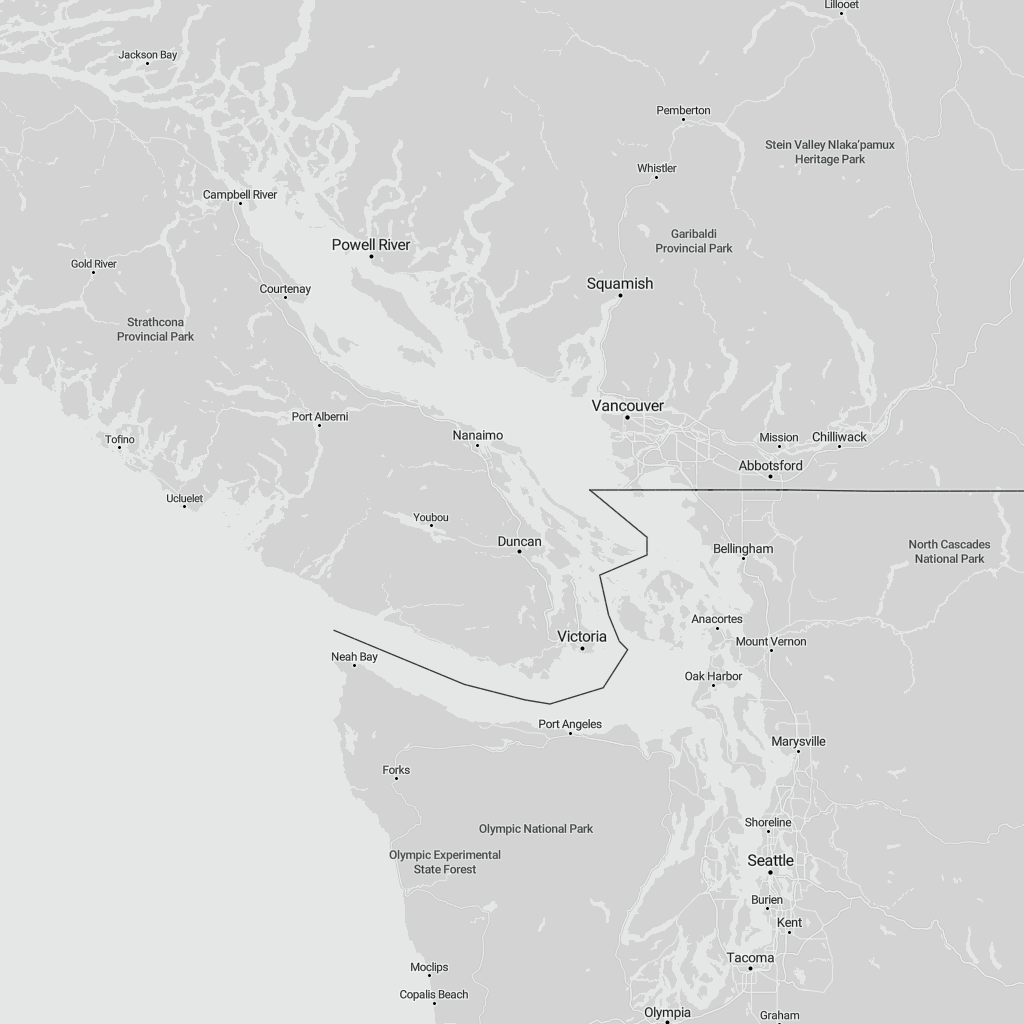 Lillooet
Jackson Bay
Pemberton
Stein Valley Nlaka'pamux
Heritage Park
Whistler
Campbell River
Garibaldi
Provincial Park
Powell River
Gold River
Squamish
Courtenay
Strathcona
Provincial Park
Vancouver
Port Alberni
Nanaimo
Tofino
Mission
Chilliwack
Abbotsford
Ucluelet
Youbou
Duncan
Bellingham
North Cascades
National Park
Anacortes
Victoria
Mount Vernon
Neah Bay
Oak Harbor
Port Angeles
Marysville
Forks
Shoreline
Olympic National Park
Olympic Experimental
State Forest
Seattle
Burien
Kent
Tacoma
Moclips
Copalis Beach
Olympia
Graham